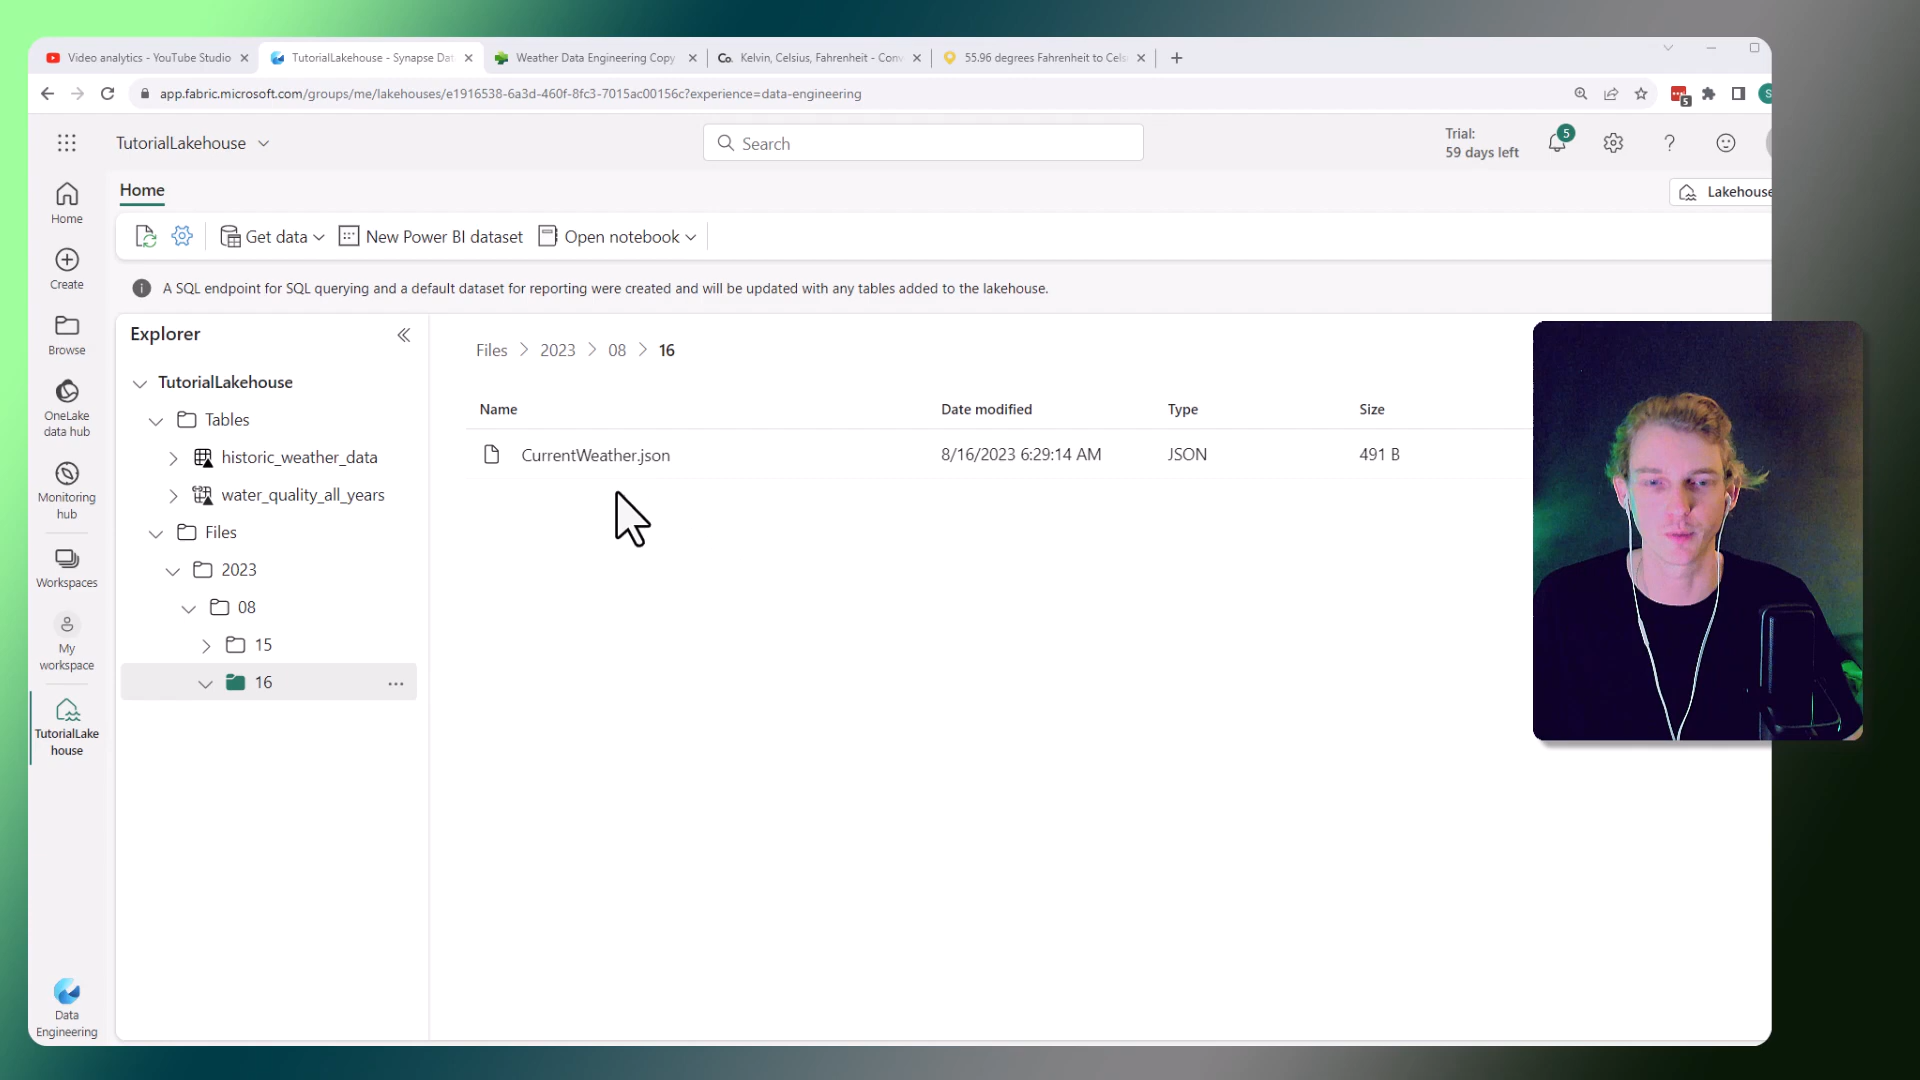 Video analytics - YouTube Studio
TutorialLakehouse - Synapse Dat
Weather Data Engineering Copy
Co.
Kelvin, Celsius, Fahrenheit - Conv
55.96 degrees Fahrenheit to Cels
app.fabric.microsoft.com/groups/me/lakehouses/e1916538-6a3d-460f-8fc3-7015ac00156c?experience=data-engineering
5
S
TutorialLakehouse
Search
Trial:
59 days left
5
Home
Lakehouse
Get data
New Power BI dataset
Open notebook
A SQL endpoint for SQL querying and a default dataset for reporting were created and will be updated with any tables added to the lakehouse.
Home
Create
Browse
OneLake
data hub
Monitoring
hub
Workspaces
My
workspace
TutorialLake
house
Data
Engineering
Explorer
TutorialLakehouse
Tables
historic_weather_data
water_quality_all_years
Files
2023
08
15
16
Files > 2023 > 08 > 16
Name Date modified Type Size
CurrentWeather.json 8/16/2023 6:29:14 AM JSON 491 B